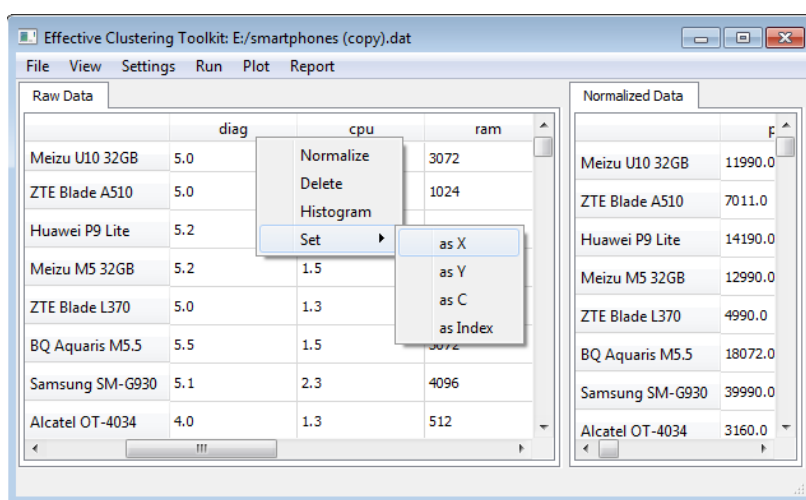 Effective Clustering Toolkit: E:/smartphones (copy).dat
File View Settings Run Plot Report
Raw Data
diag cpu ram
Meizu U10 32GB 5.0 3072
ZTE Blade A510 5.0 1024
Huawei P9 Lite 5.2
Meizu M5 32GB 5.2 1.5
ZTE Blade L370 5.0 1.3
BQ Aquaris M5.5 5.5 1.5 3072
Samsung SM-G930 5.1 2.3 4096
Alcatel OT-4034 4.0 1.3 512
Normalize
Delete
Histogram
Set
as X
as Y
as C
as Index
Normalized Data
Meizu U10 32GB 11990.0
ZTE Blade A510 7011.0
Huawei P9 Lite 14190.0
Meizu M5 32GB 12990.0
ZTE Blade L370 4990.0
BQ Aquaris M5.5 18072.0
Samsung SM-G930 39990.0
Alcatel OT-4034 3160.0